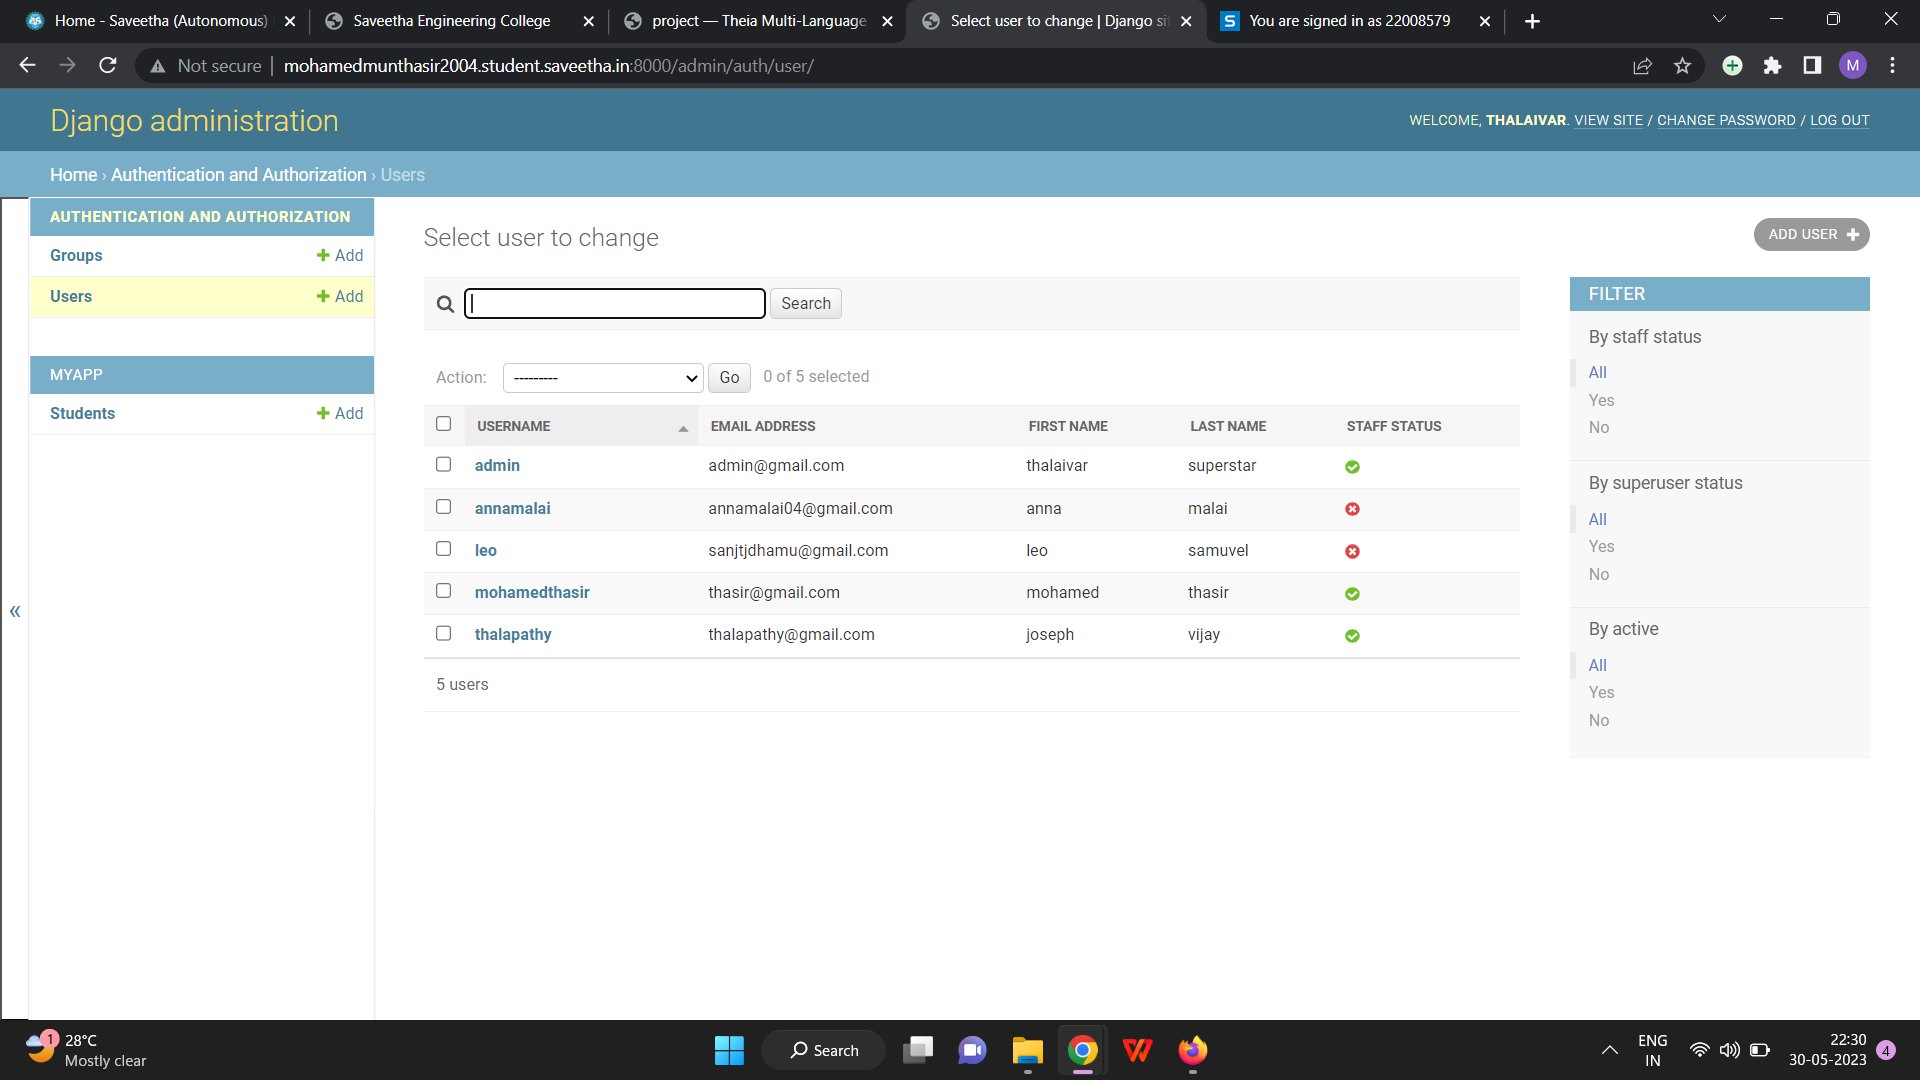 Home - Saveetha (Autonomous)
Saveetha Engineering College
project — Theia Multi-Language
Select user to change | Django si
S You are signed in as 22008579
Not secure | mohamedmunthasir2004.student.saveetha.in:8000/admin/auth/user/
M
Django administration
WELCOME, THALAIVAR. VIEW SITE / CHANGE PASSWORD / LOG OUT
Home › Authentication and Authorization › Users
AUTHENTICATION AND AUTHORIZATION
Groups + Add
Users + Add
MYAPP
Students + Add
«
Select user to change
ADD USER +
Search
Action: --------- Go 0 of 5 selected
USERNAME EMAIL ADDRESS FIRST NAME LAST NAME STAFF STATUS
admin admin@gmail.com thalaivar superstar
annamalai annamalai04@gmail.com anna malai
leo sanjtjdhamu@gmail.com leo samuvel
mohamedthasir thasir@gmail.com mohamed thasir
thalapathy thalapathy@gmail.com joseph vijay
5 users
FILTER
By staff status
All
Yes
No
By superuser status
All
Yes
No
By active
All
Yes
No
1
28°C
Mostly clear
Search
ENG
IN
22:30
30-05-2023
4